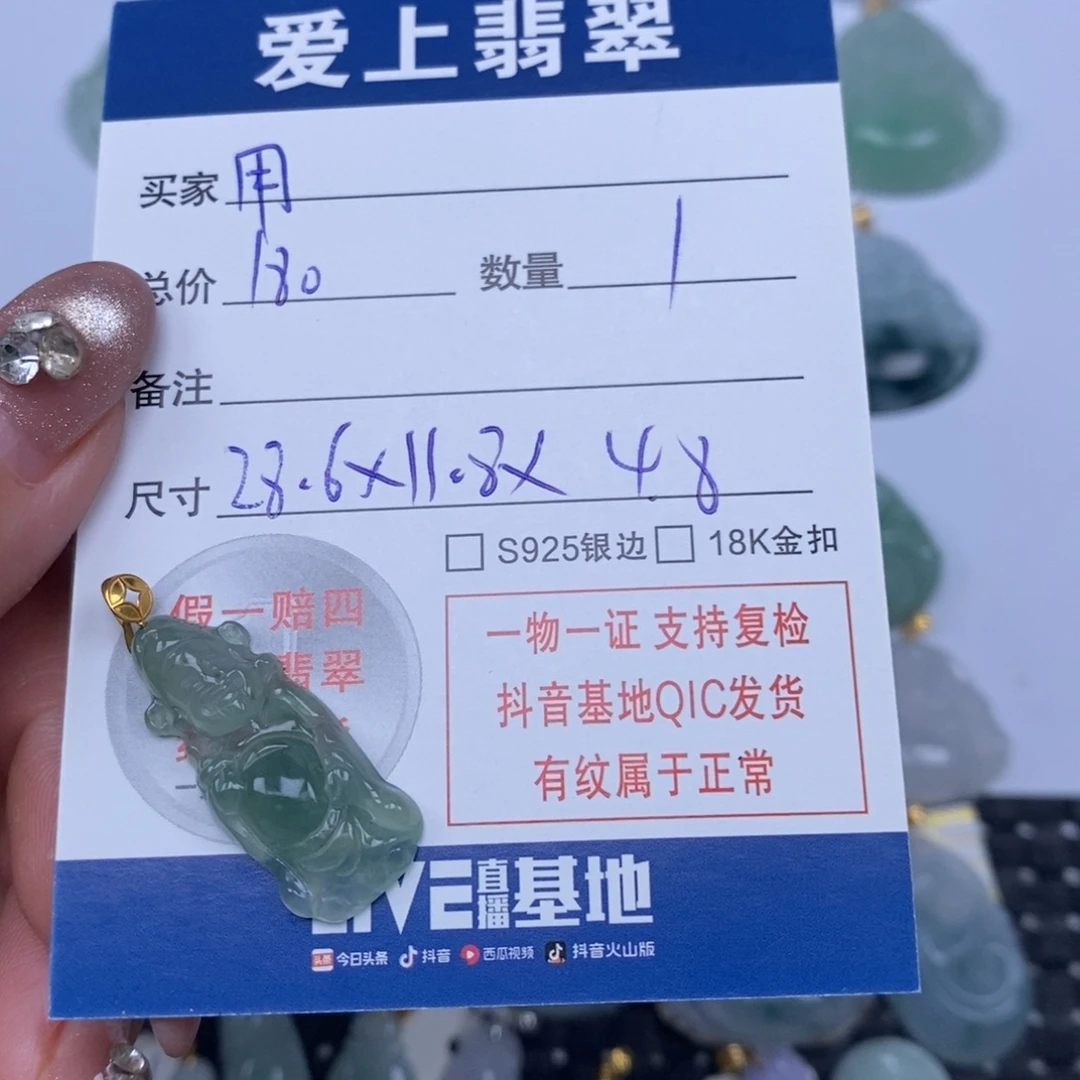 爱上翡翠
买家 用
总价 180 数量 1
备注
尺寸 28.6x11.8x 4.8
S925银边 18K金扣
假一赔四
翡翠
一物一证 支持复检
抖音基地QIC发货
有纹属于正常
LIVE直播基地
头条 今日头条 抖音 西瓜视频 抖音火山版